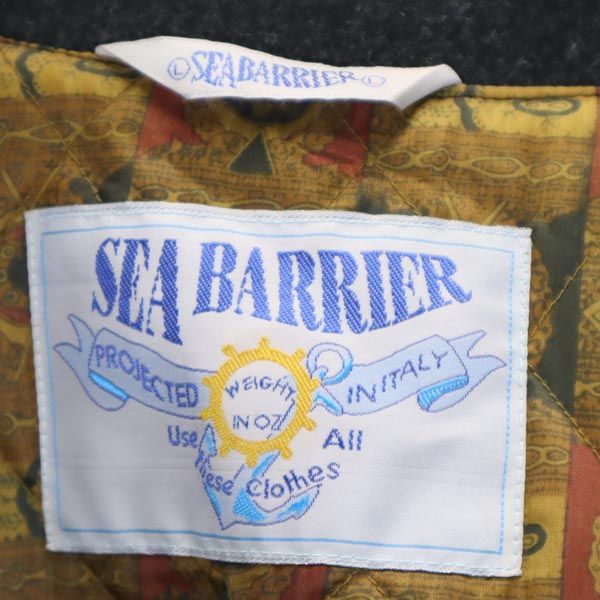 Ⓛ SEABARRIER Ⓛ
SEA BARRIER
PROJECTED WEIGHT IN ITALY
IN OZ
Use All
These Clothes